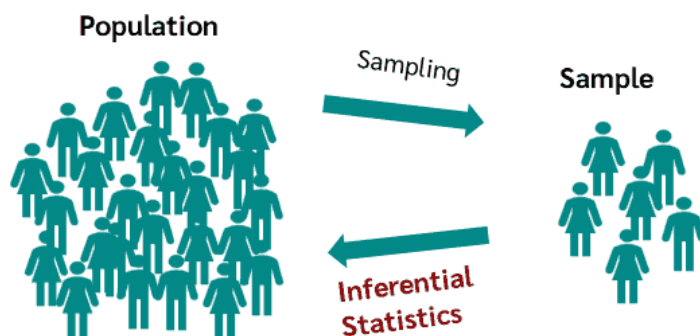 Population
Sampling
Sample
Inferential
Statistics